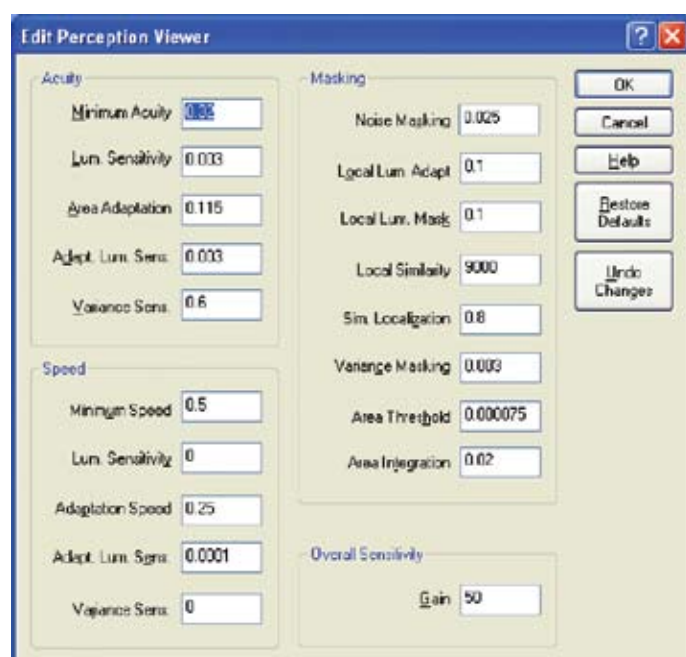 Edit Perception Viewer
Acuity
Minimum Acuity 0.32
Lum. Sensitivity 0.003
Area Adaptation 0.115
Adapt. Lum. Sens. 0.003
Variance Sens. 0.6
Speed
Minimum Speed 0.5
Lum. Sensitivity 0
Adaptation Speed 0.25
Adapt. Lum. Sens. 0.0001
Variance Sens. 0
Masking
Noise Masking 0.025
Local Lum. Adapt 0.1
Local Lum. Mask 0.1
Local Similarity 9000
Sim. Localization 0.8
Variance Masking 0.003
Area Threshold 0.000075
Area Integration 0.02
Overall Sensitivity
Gain 50
OK
Cancel
Help
Restore
Defaults
Undo
Changes